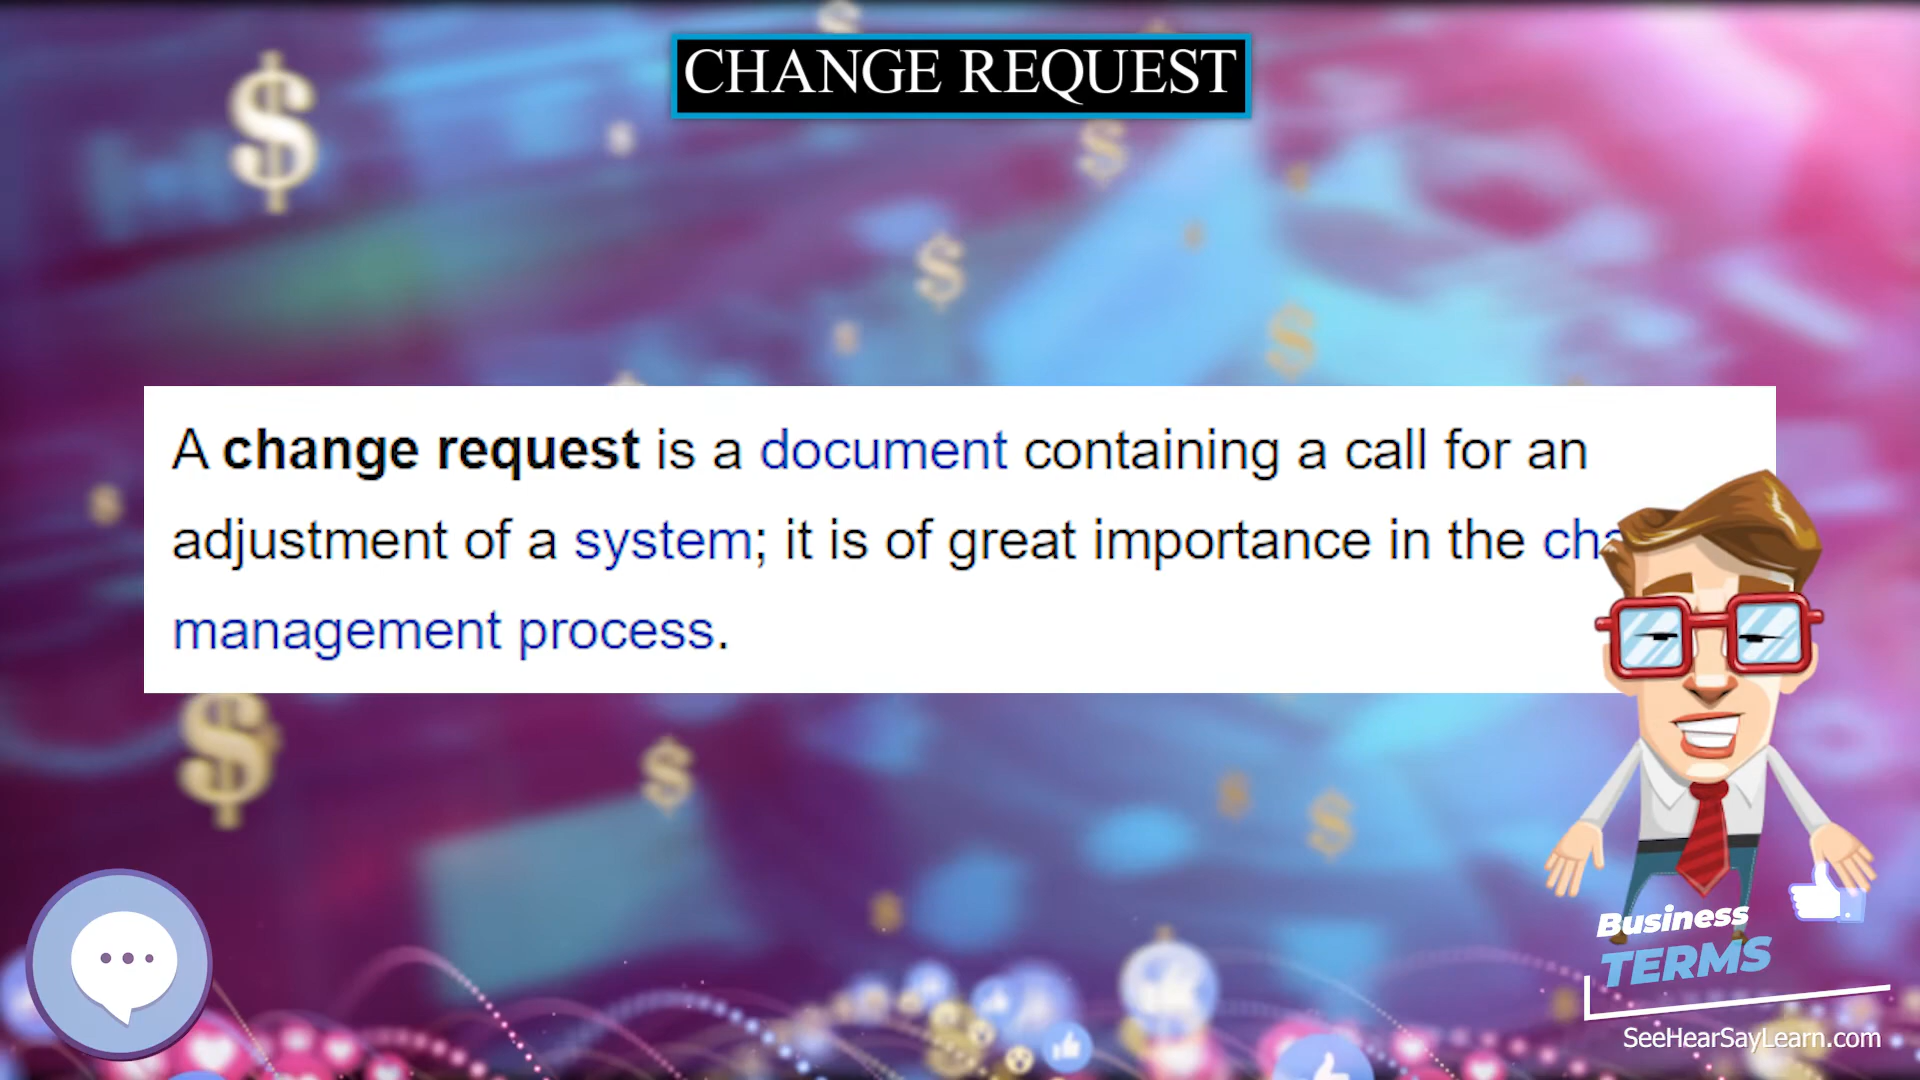 CHANGE REQUEST
A change request is a document containing a call for an
adjustment of a system; it is of great importance in the
management process.
Business
TERMS
SeeHearSayLearn.com